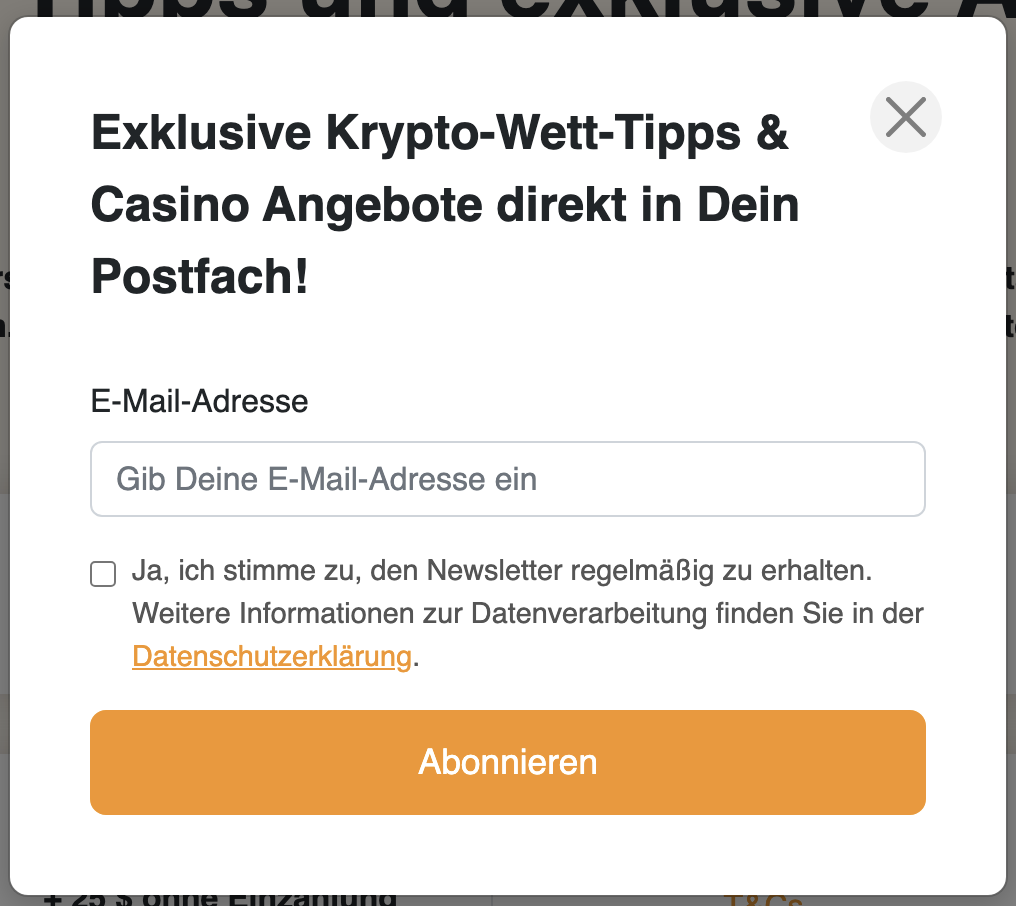 Tipps und exklusive A
Exklusive Krypto-Wett-Tipps &
Casino Angebote direkt in Dein
Postfach!
E-Mail-Adresse
Gib Deine E-Mail-Adresse ein
Ja, ich stimme zu, den Newsletter regelmäßig zu erhalten.
Weitere Informationen zur Datenverarbeitung finden Sie in der
Datenschutzerklärung.
Abonnieren
+ 25 $ ohne Einzahlung
T&Cs